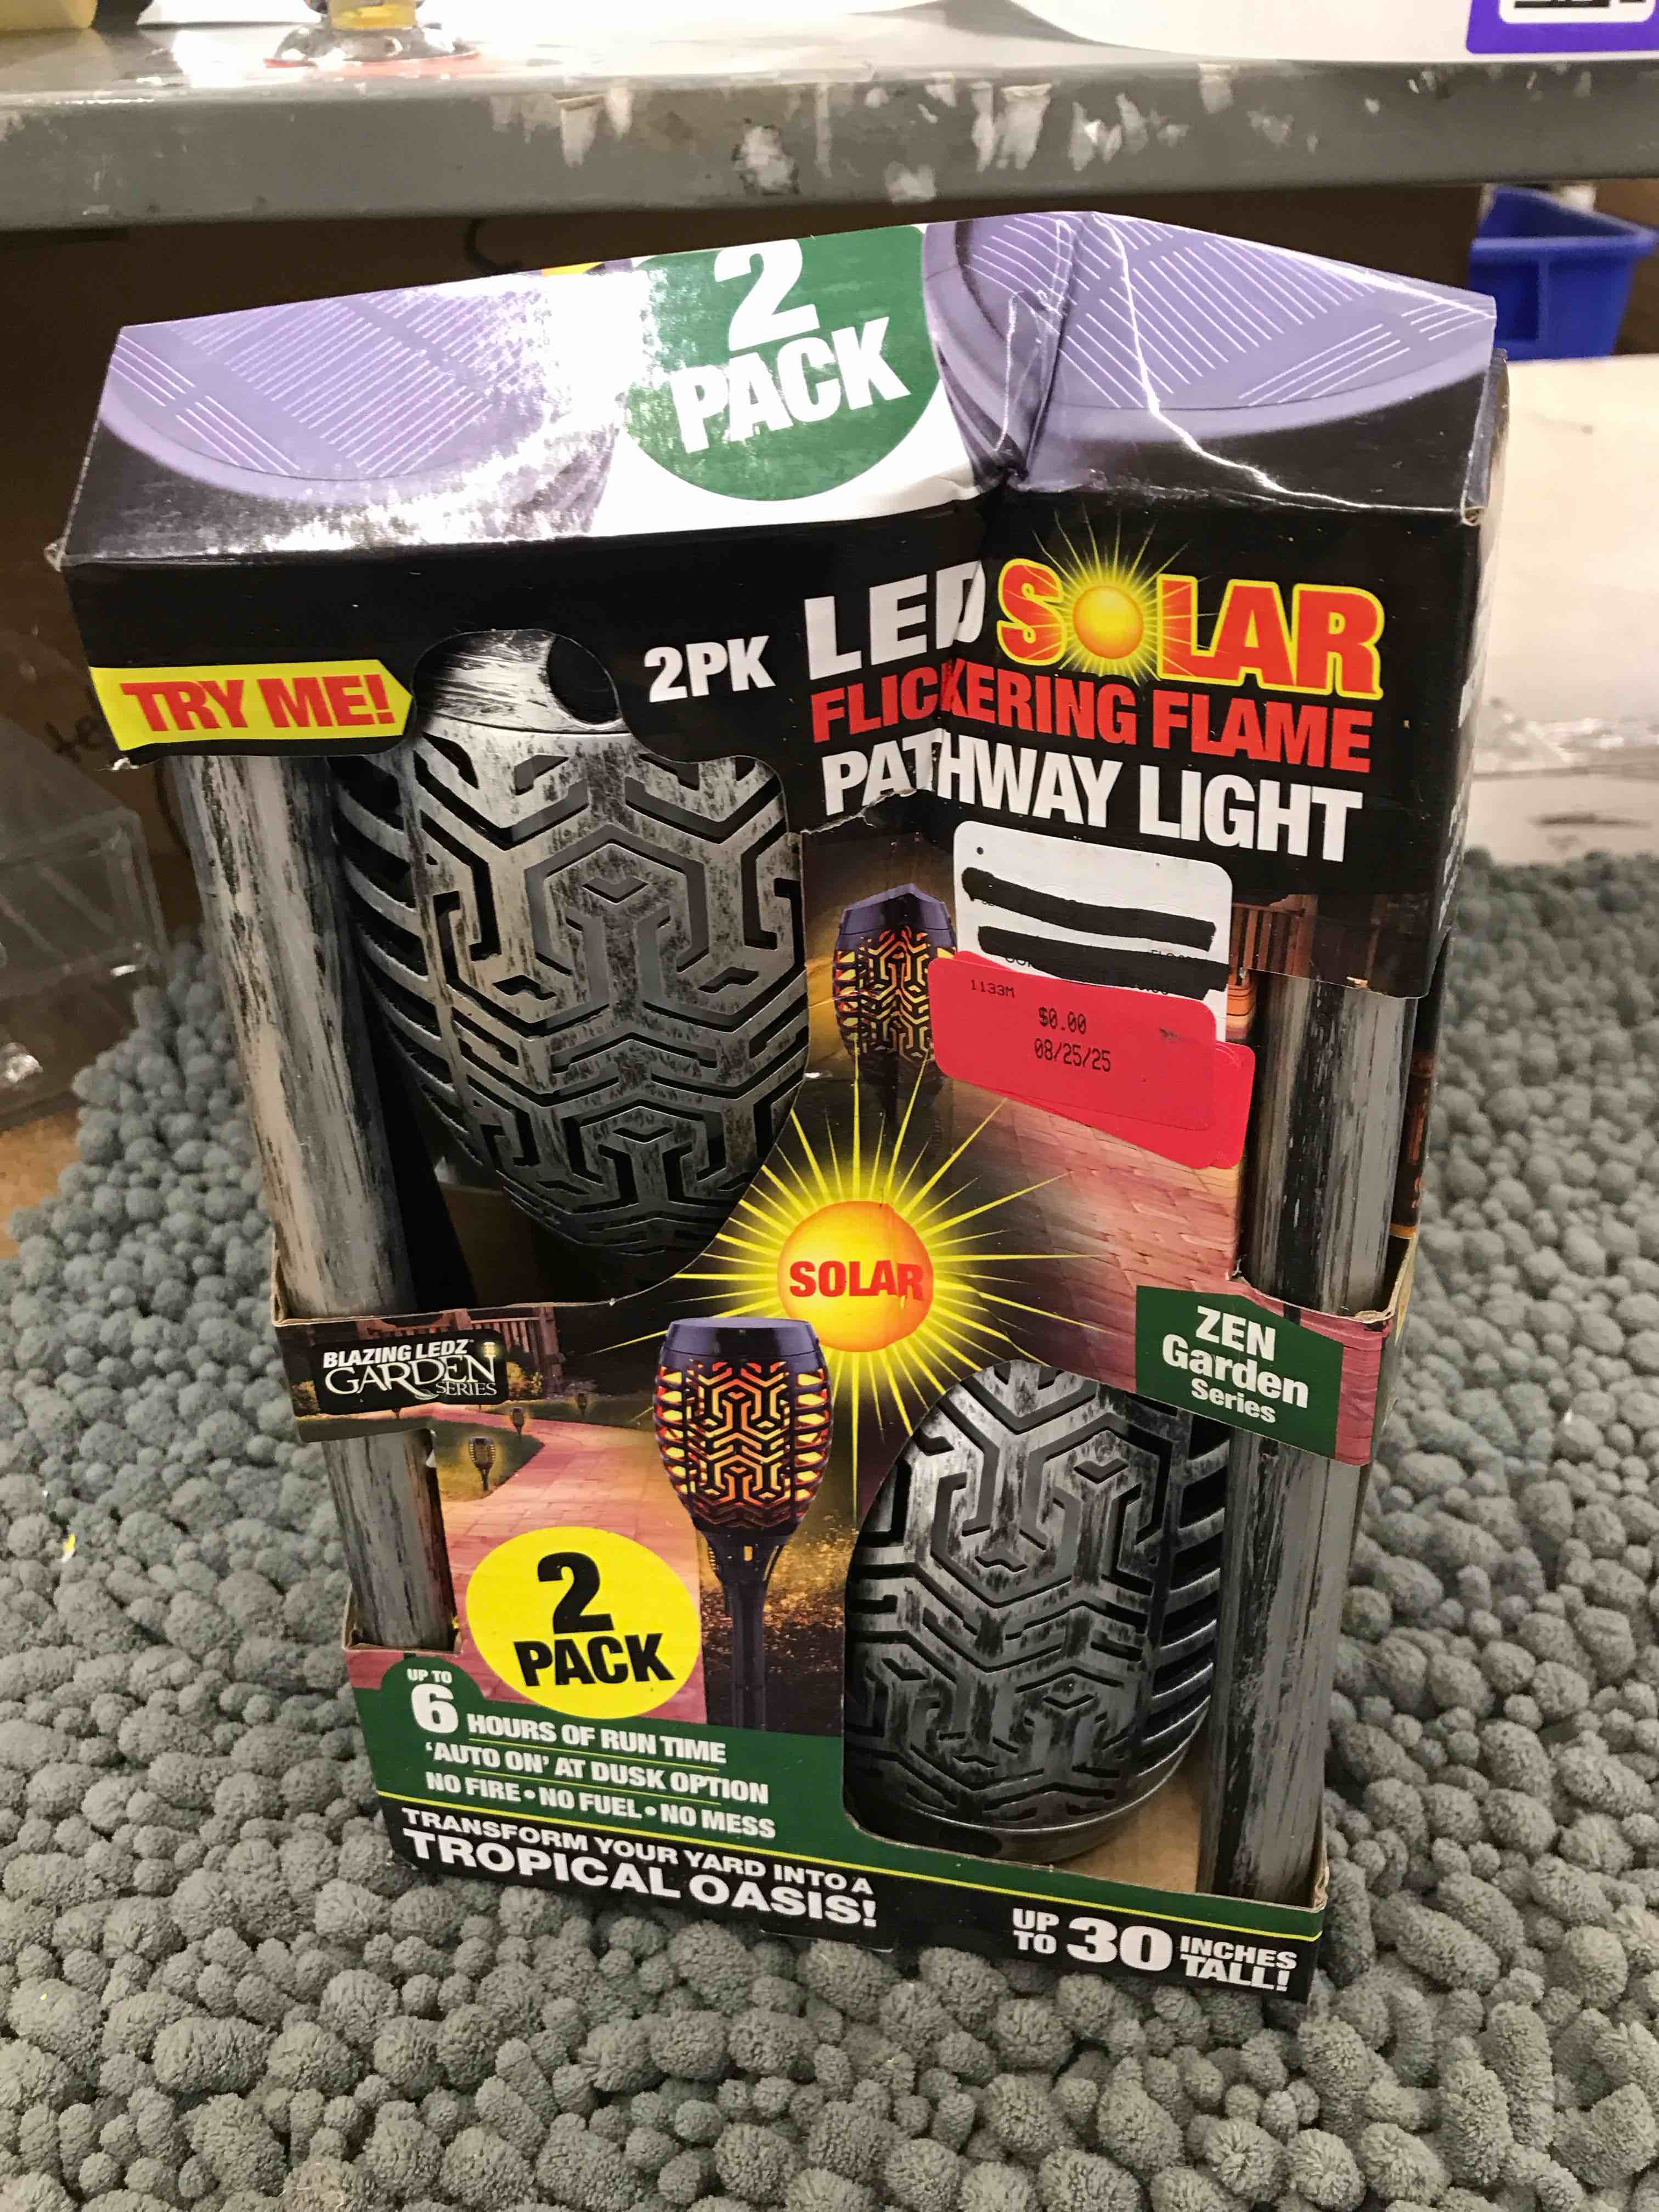 2
PACK
TRY ME!
2PK LED SOLAR
FLICKERING FLAME
PATHWAY LIGHT
1133M
$0.00
08/25/25
SOLAR
BLAZING LEDZ
GARDEN
SERIES
ZEN
Garden
Series
2
PACK
UP TO
6 HOURS OF RUN TIME
'AUTO ON' AT DUSK OPTION
NO FIRE • NO FUEL • NO MESS
TRANSFORM YOUR YARD INTO A
TROPICAL OASIS!
UP TO 30 INCHES TALL!